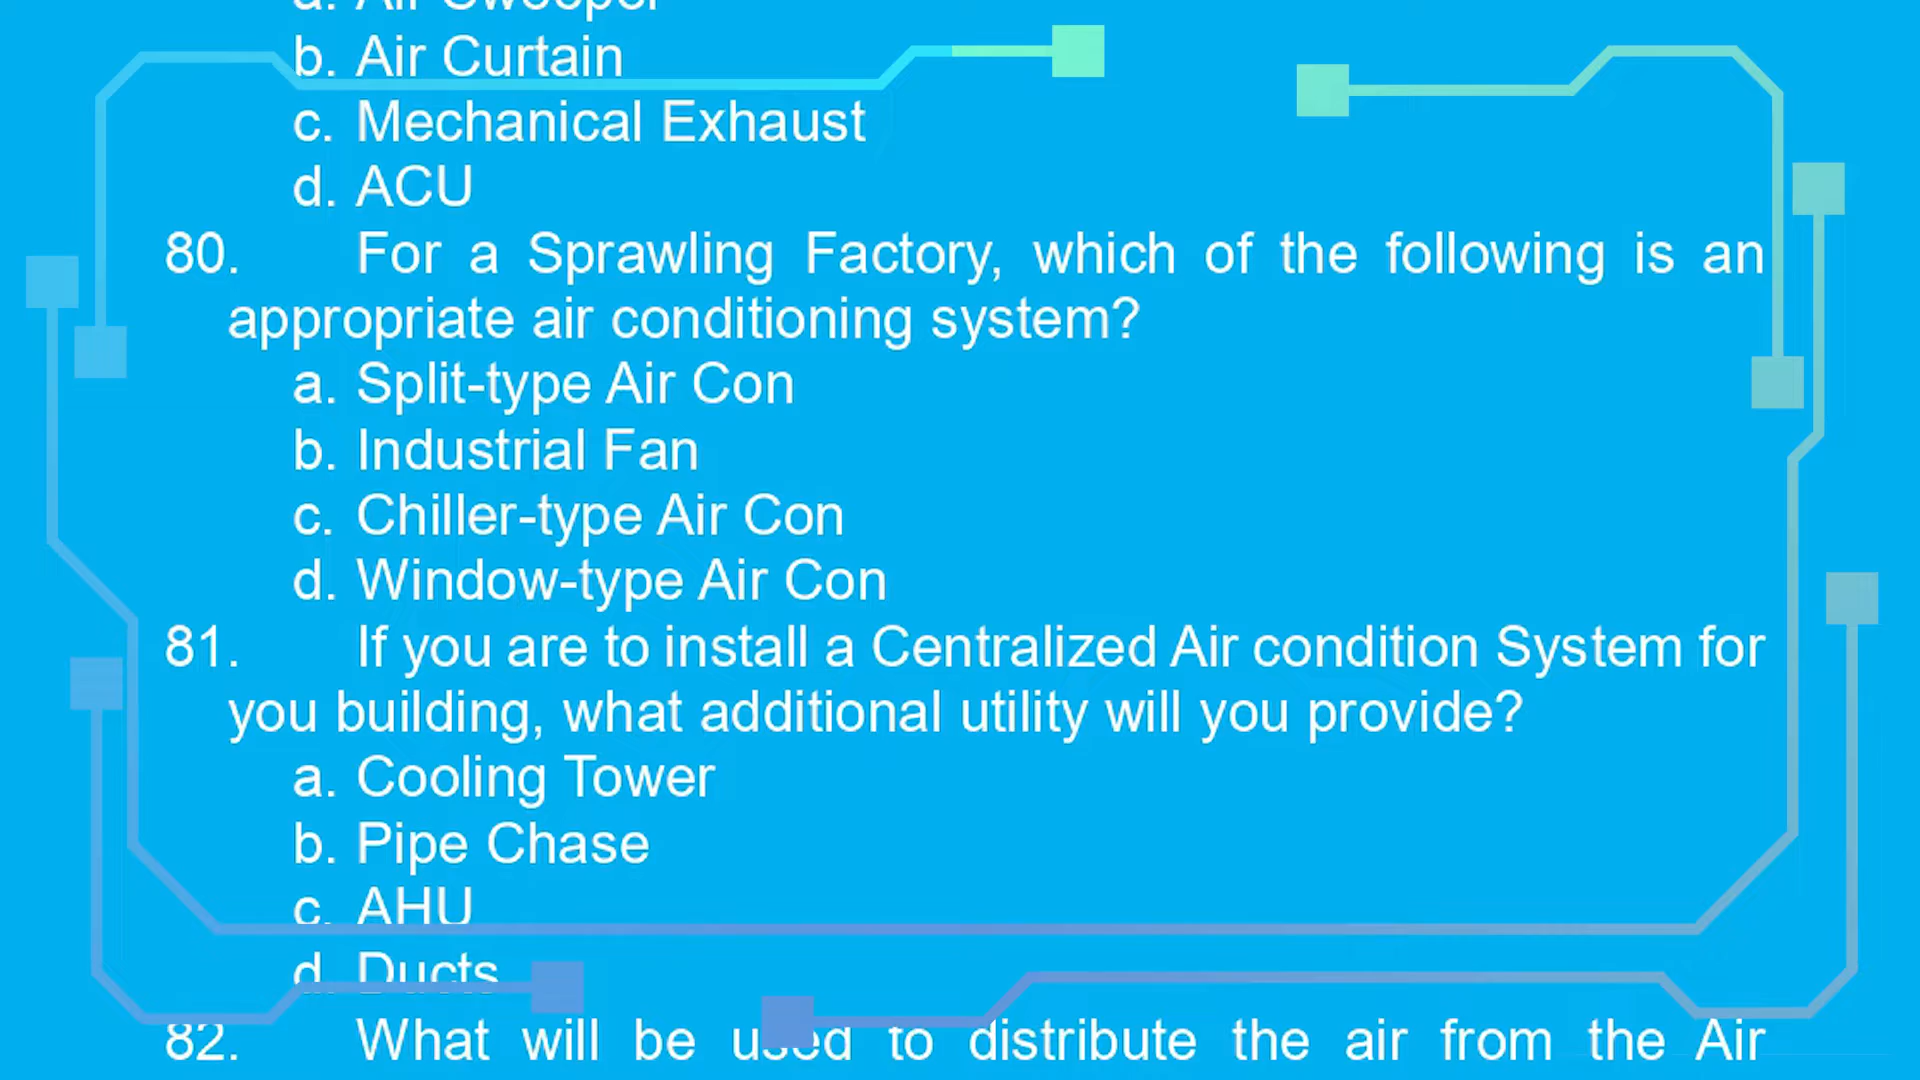 a. Air Sweeper
b. Air Curtain
c. Mechanical Exhaust
d. ACU
80. For a Sprawling Factory, which of the following is an
appropriate air conditioning system?
a. Split-type Air Con
b. Industrial Fan
c. Chiller-type Air Con
d. Window-type Air Con
81. If you are to install a Centralized Air condition System for
you building, what additional utility will you provide?
a. Cooling Tower
b. Pipe Chase
c. AHU
d. Ducts
82. What will be used to distribute the air from the Air